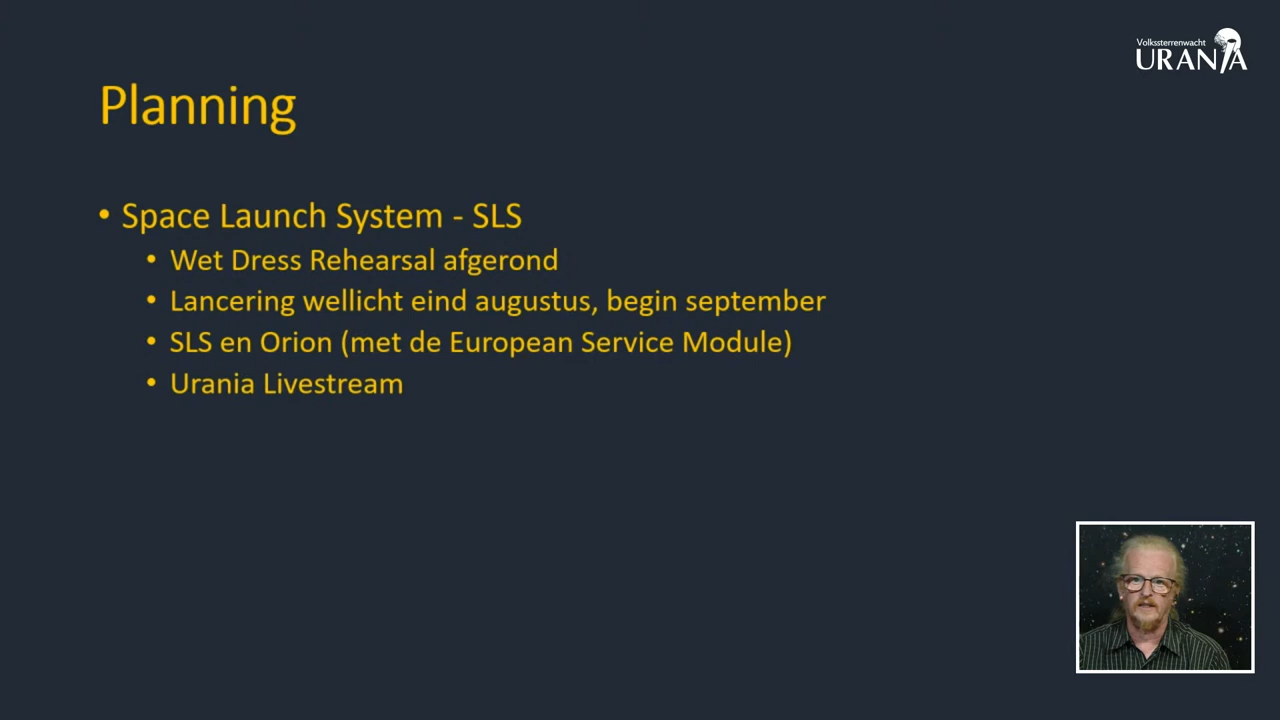 Volkssterrenwacht
URANIA
Planning
• Space Launch System - SLS
• Wet Dress Rehearsal afgerond
• Lancering wellicht eind augustus, begin september
• SLS en Orion (met de European Service Module)
• Urania Livestream